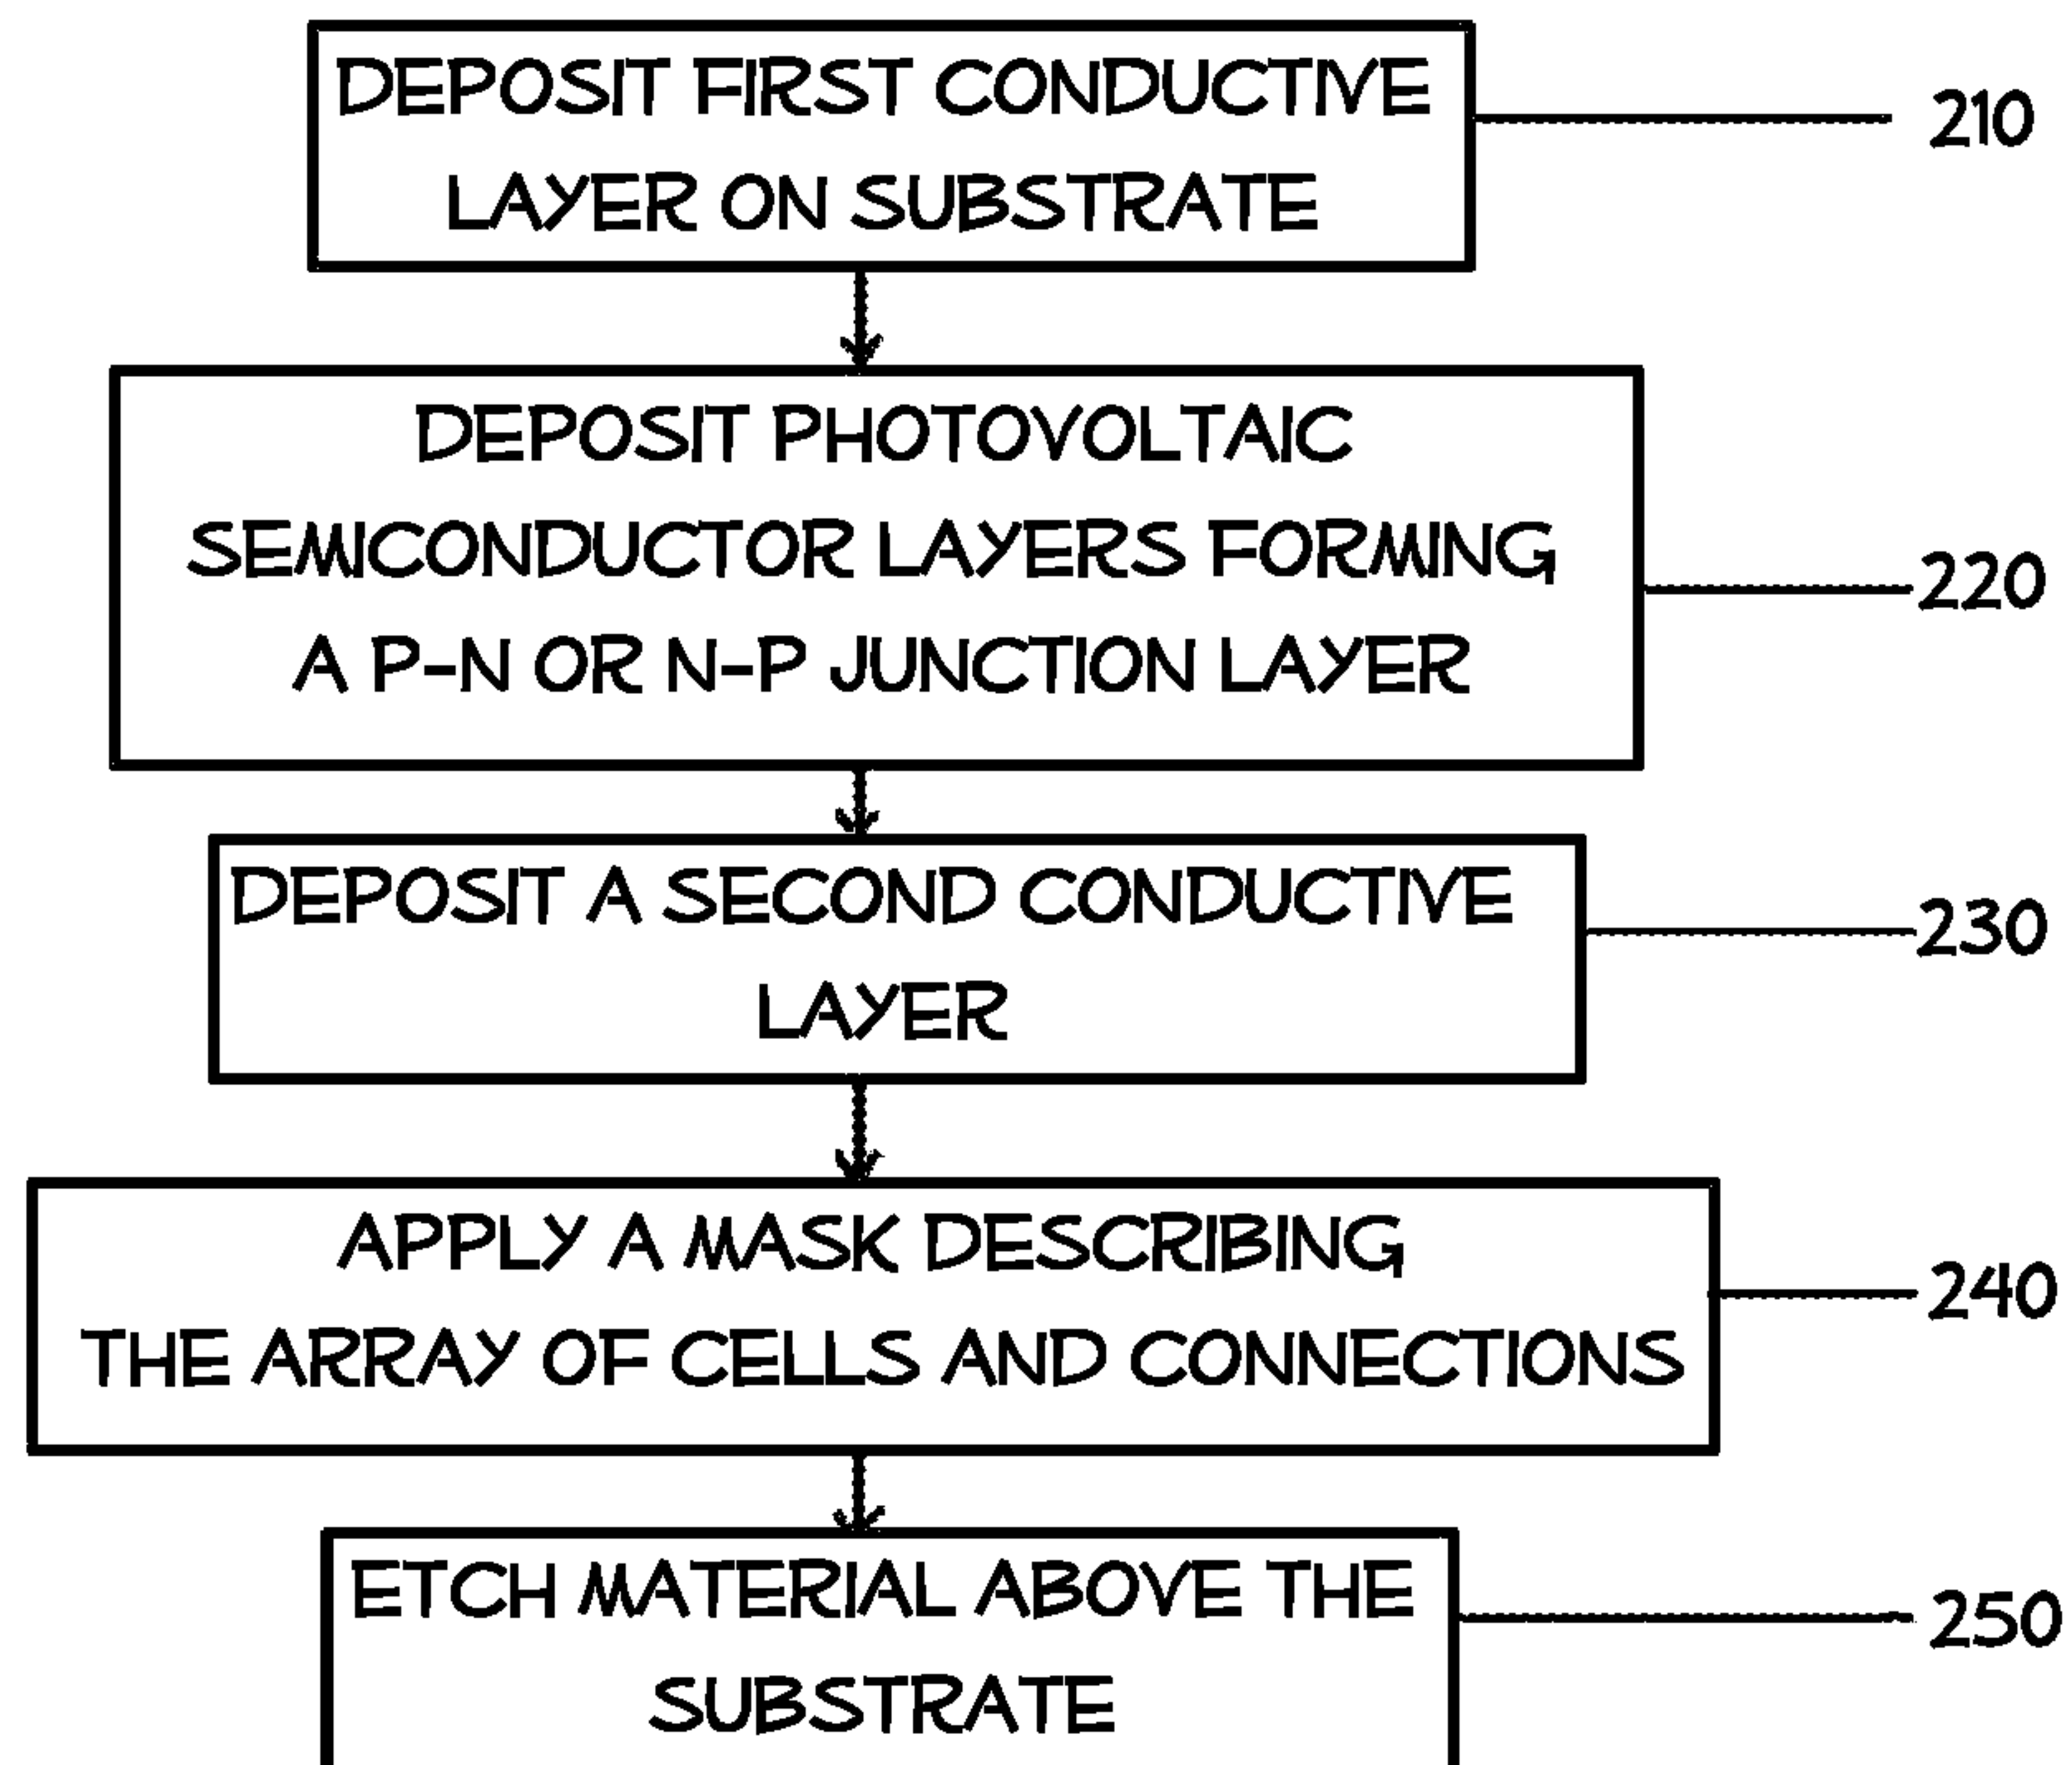 DEPOSIT FIRST CONDUCTIVE
LAYER ON SUBSTRATE
210
DEPOSIT PHOTOVOLTAIC
SEMICONDUCTOR LAYERS FORMING
A P-N OR N-P JUNCTION LAYER
220
DEPOSIT A SECOND CONDUCTIVE
LAYER
230
APPLY A MASK DESCRIBING
THE ARRAY OF CELLS AND CONNECTIONS
240
ETCH MATERIAL ABOVE THE
SUBSTRATE
250